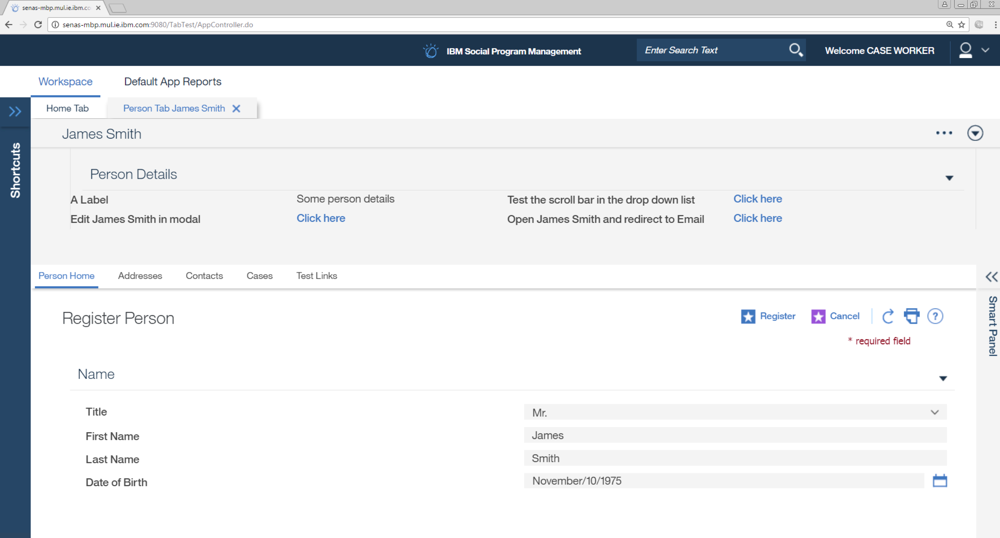 senas-mbp.mul.ie.ibm.co
senas-mbp.mul.ie.ibm.com:9080/TabTest/AppController.do
IBM Social Program Management
Enter Search Text
Welcome CASE WORKER
Workspace
Default App Reports
Home Tab
Person Tab James Smith
Shortcuts
James Smith
Person Details
A Label
Some person details
Test the scroll bar in the drop down list
Click here
Edit James Smith in modal
Click here
Open James Smith and redirect to Email
Click here
Person Home
Addresses
Contacts
Cases
Test Links
Smart Panel
Register Person
Register
Cancel
?
* required field
Name
Title
Mr.
First Name
James
Last Name
Smith
Date of Birth
November/10/1975